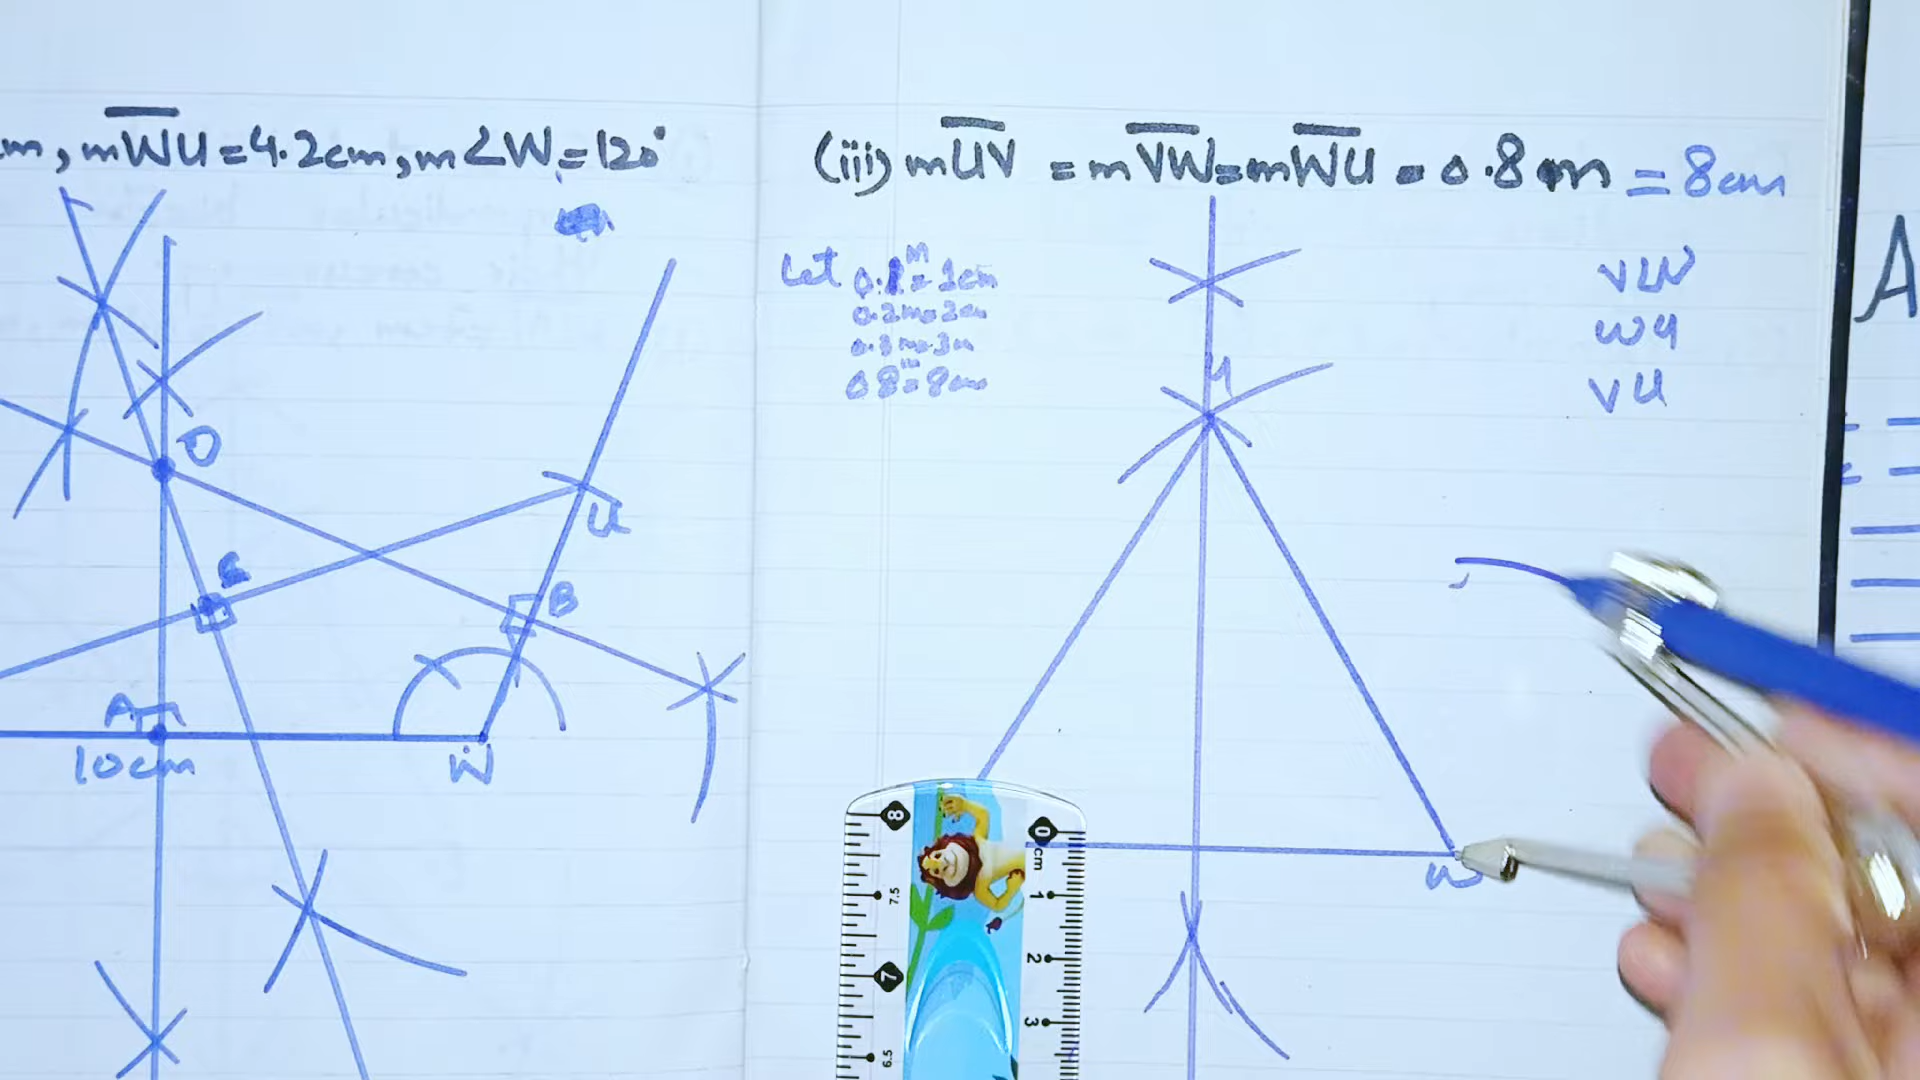 m, mWU=4.2cm, m∠W=120°
O
U
C
B
A
10cm
W
(iii) mUV = mVW=mWU = 0.8m = 8cm
Let 0.1m=1cm
0.2m=2cm
0.3m=3cm
0.8m=8cm
VW
WU
VU
U
W
8
7.5
7
6.5
0 cm
1
2
3
A